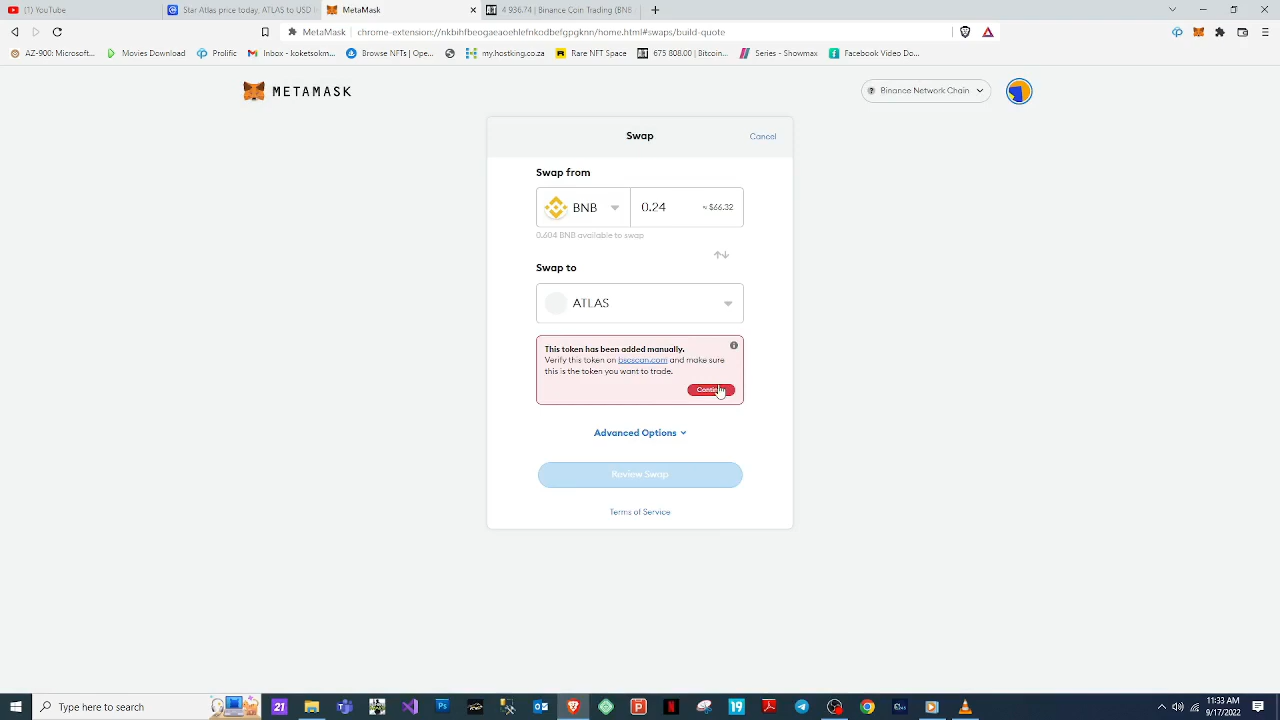 (1) YouTube
Star Atlas price today, ATLAS to USD
MetaMask
4 936.74 | Binance Coin Trading (BNB
MetaMask
chrome-extension://nkbihfbeogaeaoehlefnkodbefgpgknn/home.html#swaps/build-quote
AZ-900: Microsoft...
Movies Download
Prolific
Inbox - koketsokm...
Browse NFTs | Ope...
my.hosting.co.za
Rare NFT Space
675 808.00 | Bitcoin...
Series - Showmax
Facebook Video Do...
METAMASK
Binance Network Chain
Swap
Cancel
Swap from
BNB
0.24
≈ $66.32
0.604 BNB available to swap
Swap to
ATLAS
This token has been added manually.
Verify this token on bscscan.com and make sure
this is the token you want to trade.
Continue
Advanced Options
Review Swap
Terms of Service
Type here to search
21
19
11:33 AM
9/17/2022